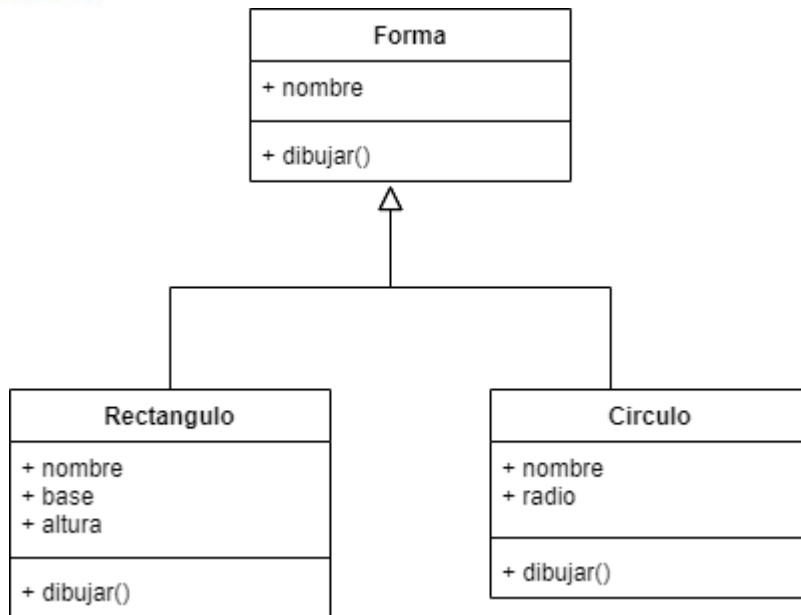 Forma
+ nombre
+ dibujar()
Rectangulo
+ nombre
+ base
+ altura
+ dibujar()
Circulo
+ nombre
+ radio
+ dibujar()